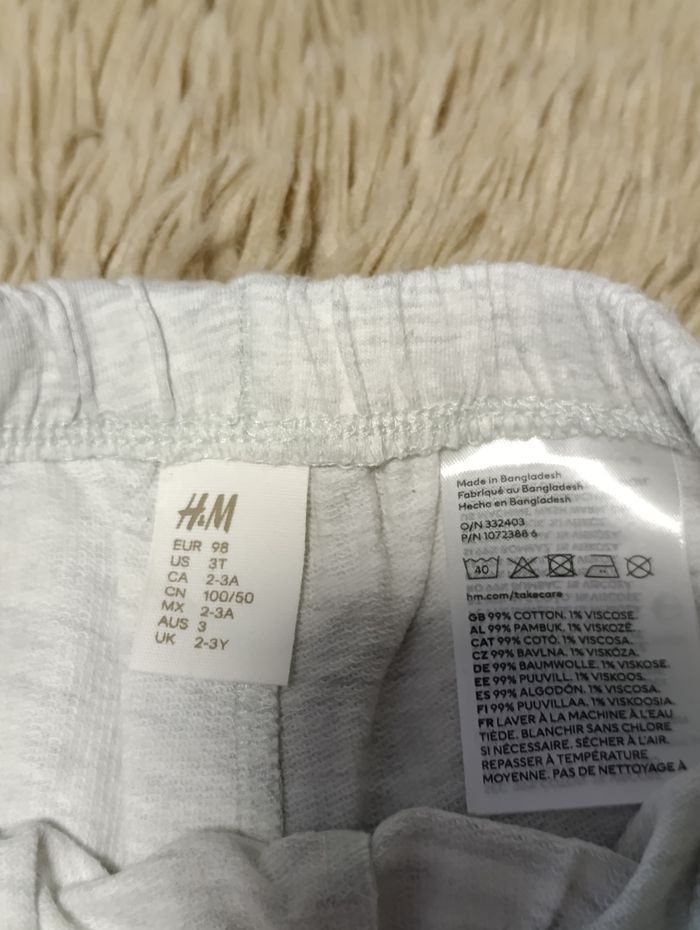 H&M
EUR 98
US 3T
CA 2-3A
CN 100/50
MX 2-3A
AUS 3
UK 2-3Y
Made in Bangladesh
Fabriqué au Bangladesh
Hecho en Bangladesh
O/N 332403
P/N 1072388 6
40
hm.com/takecare
GB 99% COTTON. 1% VISCOSE.
AL 99% PAMBUK. 1% VISKOZË.
CAT 99% COTÓ. 1% VISCOSA.
CZ 99% BAVLNA. 1% VISKÓZA.
DE 99% BAUMWOLLE. 1% VISKOSE.
EE 99% PUUVILL. 1% VISKOOS.
ES 99% ALGODÓN. 1% VISCOSA.
FI 99% PUUVILLAA. 1% VISKOOSIA.
FR LAVER À LA MACHINE À L'EAU
TIÈDE. BLANCHIR SANS CHLORE
SI NÉCESSAIRE. SÉCHER À L'AIR.
REPASSER À TEMPÉRATURE
MOYENNE. PAS DE NETTOYAGE À